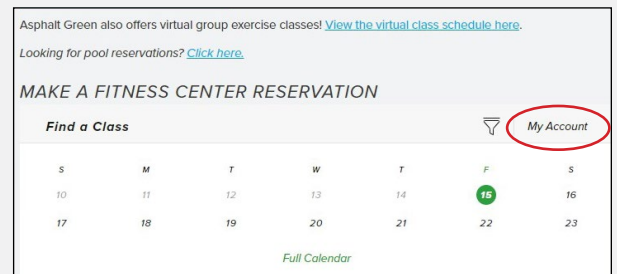 Asphalt Green also offers virtual group exercise classes! View the virtual class schedule here.
Looking for pool reservations? Click here.
MAKE A FITNESS CENTER RESERVATION
Find a Class My Account
S M T W T F S
10 11 12 13 14 15 16
17 18 19 20 21 22 23
Full Calendar